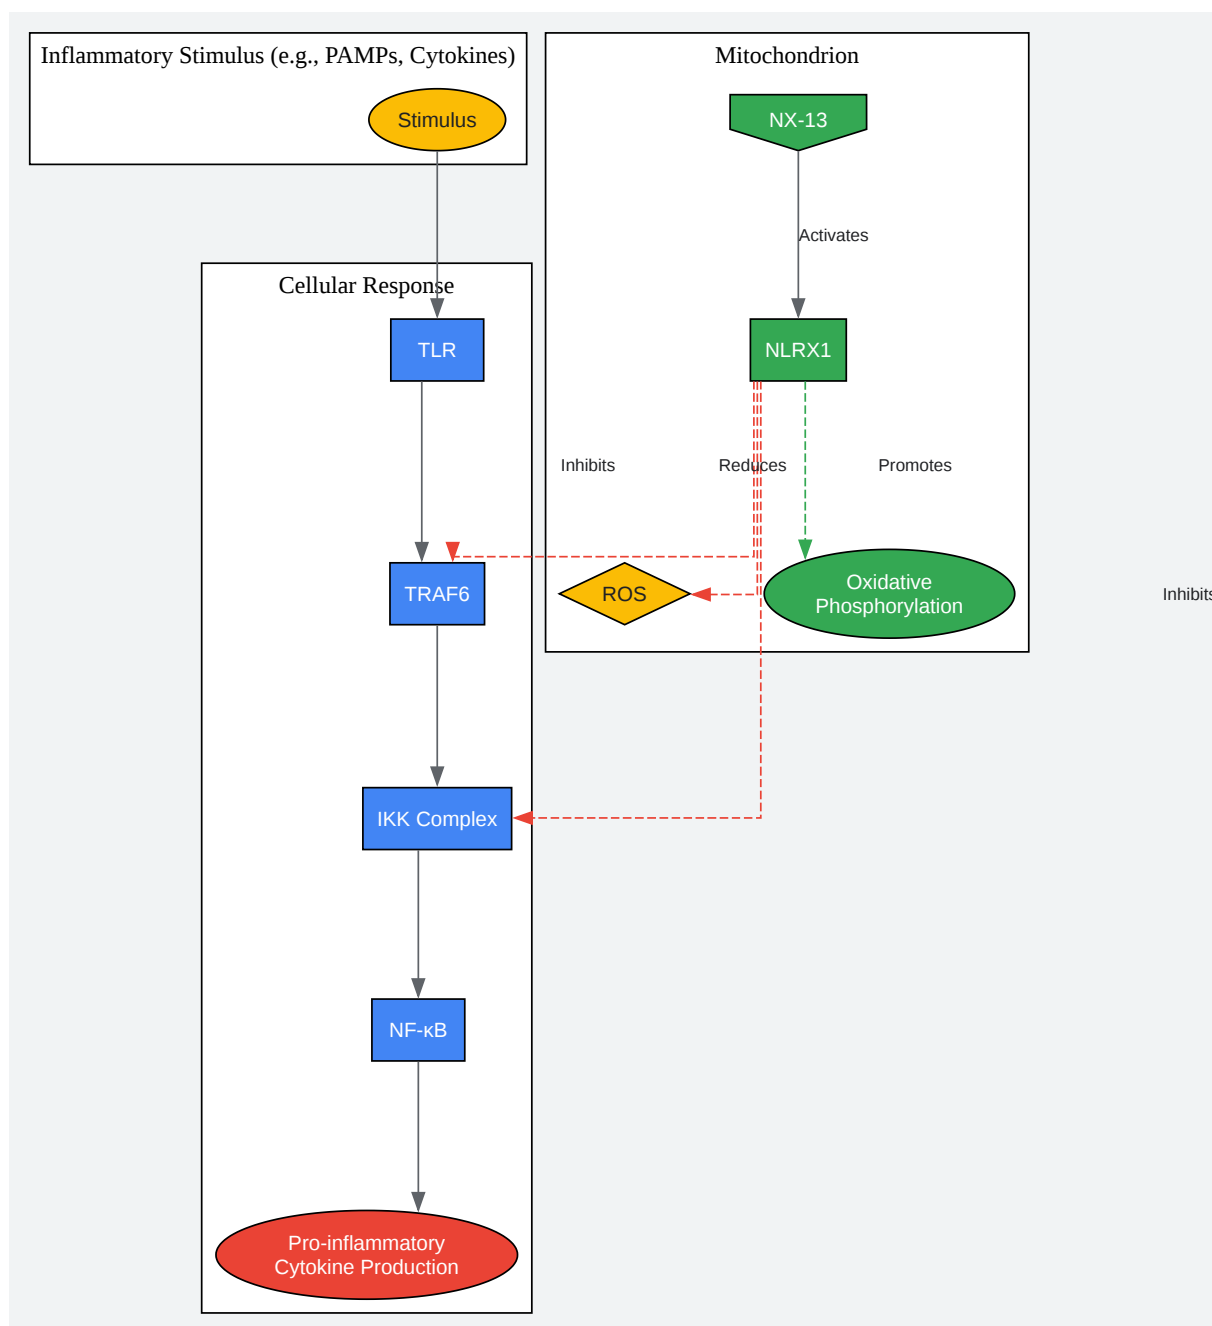 Inflammatory Stimulus (e.g., PAMPs, Cytokines)
Stimulus
Mitochondrion
NX-13
Activates
Cellular Response
TLR
NLRX1
Inhibits
Reduces
Promotes
TRAF6
ROS
Oxidative
Phosphorylation
Inhibits
IKK Complex
NF-κB
Pro-inflammatory
Cytokine Production